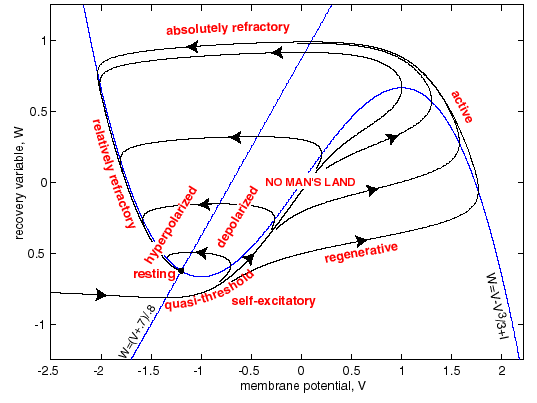 absolutely refractory
active
relatively refractory
hyperpolarized
depolarized
NO MAN'S LAND
resting
quasi-threshold
self-excitatory
regenerative
W=(V+.7)/.8
W=V-V3/3+I
recovery variable, W
1
0.5
0
0.5
-1
-2.5
-2
-1.5
-1
-0.5
0
0.5
1
1.5
2
membrane potential, V